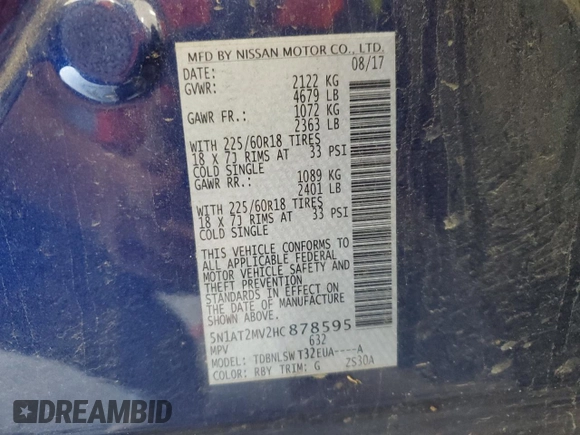 MFD BY NISSAN MOTOR CO., LTD.
DATE: 08/17
GVWR: 2122 KG
4679 LB
GAWR FR.: 1072 KG
2363 LB
WITH 225/60R18 TIRES
18 X 7J RIMS AT 33 PSI
COLD SINGLE
GAWR RR.: 1089 KG
2401 LB
WITH 225/60R18 TIRES
18 X 7J RIMS AT 33 PSI
COLD SINGLE
THIS VEHICLE CONFORMS TO
ALL APPLICABLE FEDERAL
MOTOR VEHICLE SAFETY AND
THEFT PREVENTION
STANDARDS IN EFFECT ON
THE DATE OF MANUFACTURE
SHOWN ABOVE.
5N1AT2MV2HC878595
MPV 632
MODEL: TDBNLSWT32EUA----A
COLOR: RBY TRIM: G 2S30A
DREAMBID